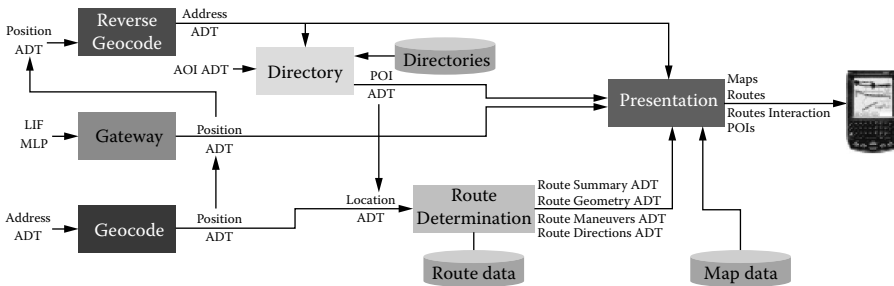 Position
ADT
Reverse
Geocode
Address
ADT
AOI ADT
Directory
Directories
POI
ADT
LIF
MLP
Gateway
Position
ADT
Presentation
Maps
Routes
Routes Interaction
POIs
Address
ADT
Geocode
Position
ADT
Location
ADT
Route
Determination
Route Summary ADT
Route Geometry ADT
Route Maneuvers ADT
Route Directions ADT
Route data
Map data